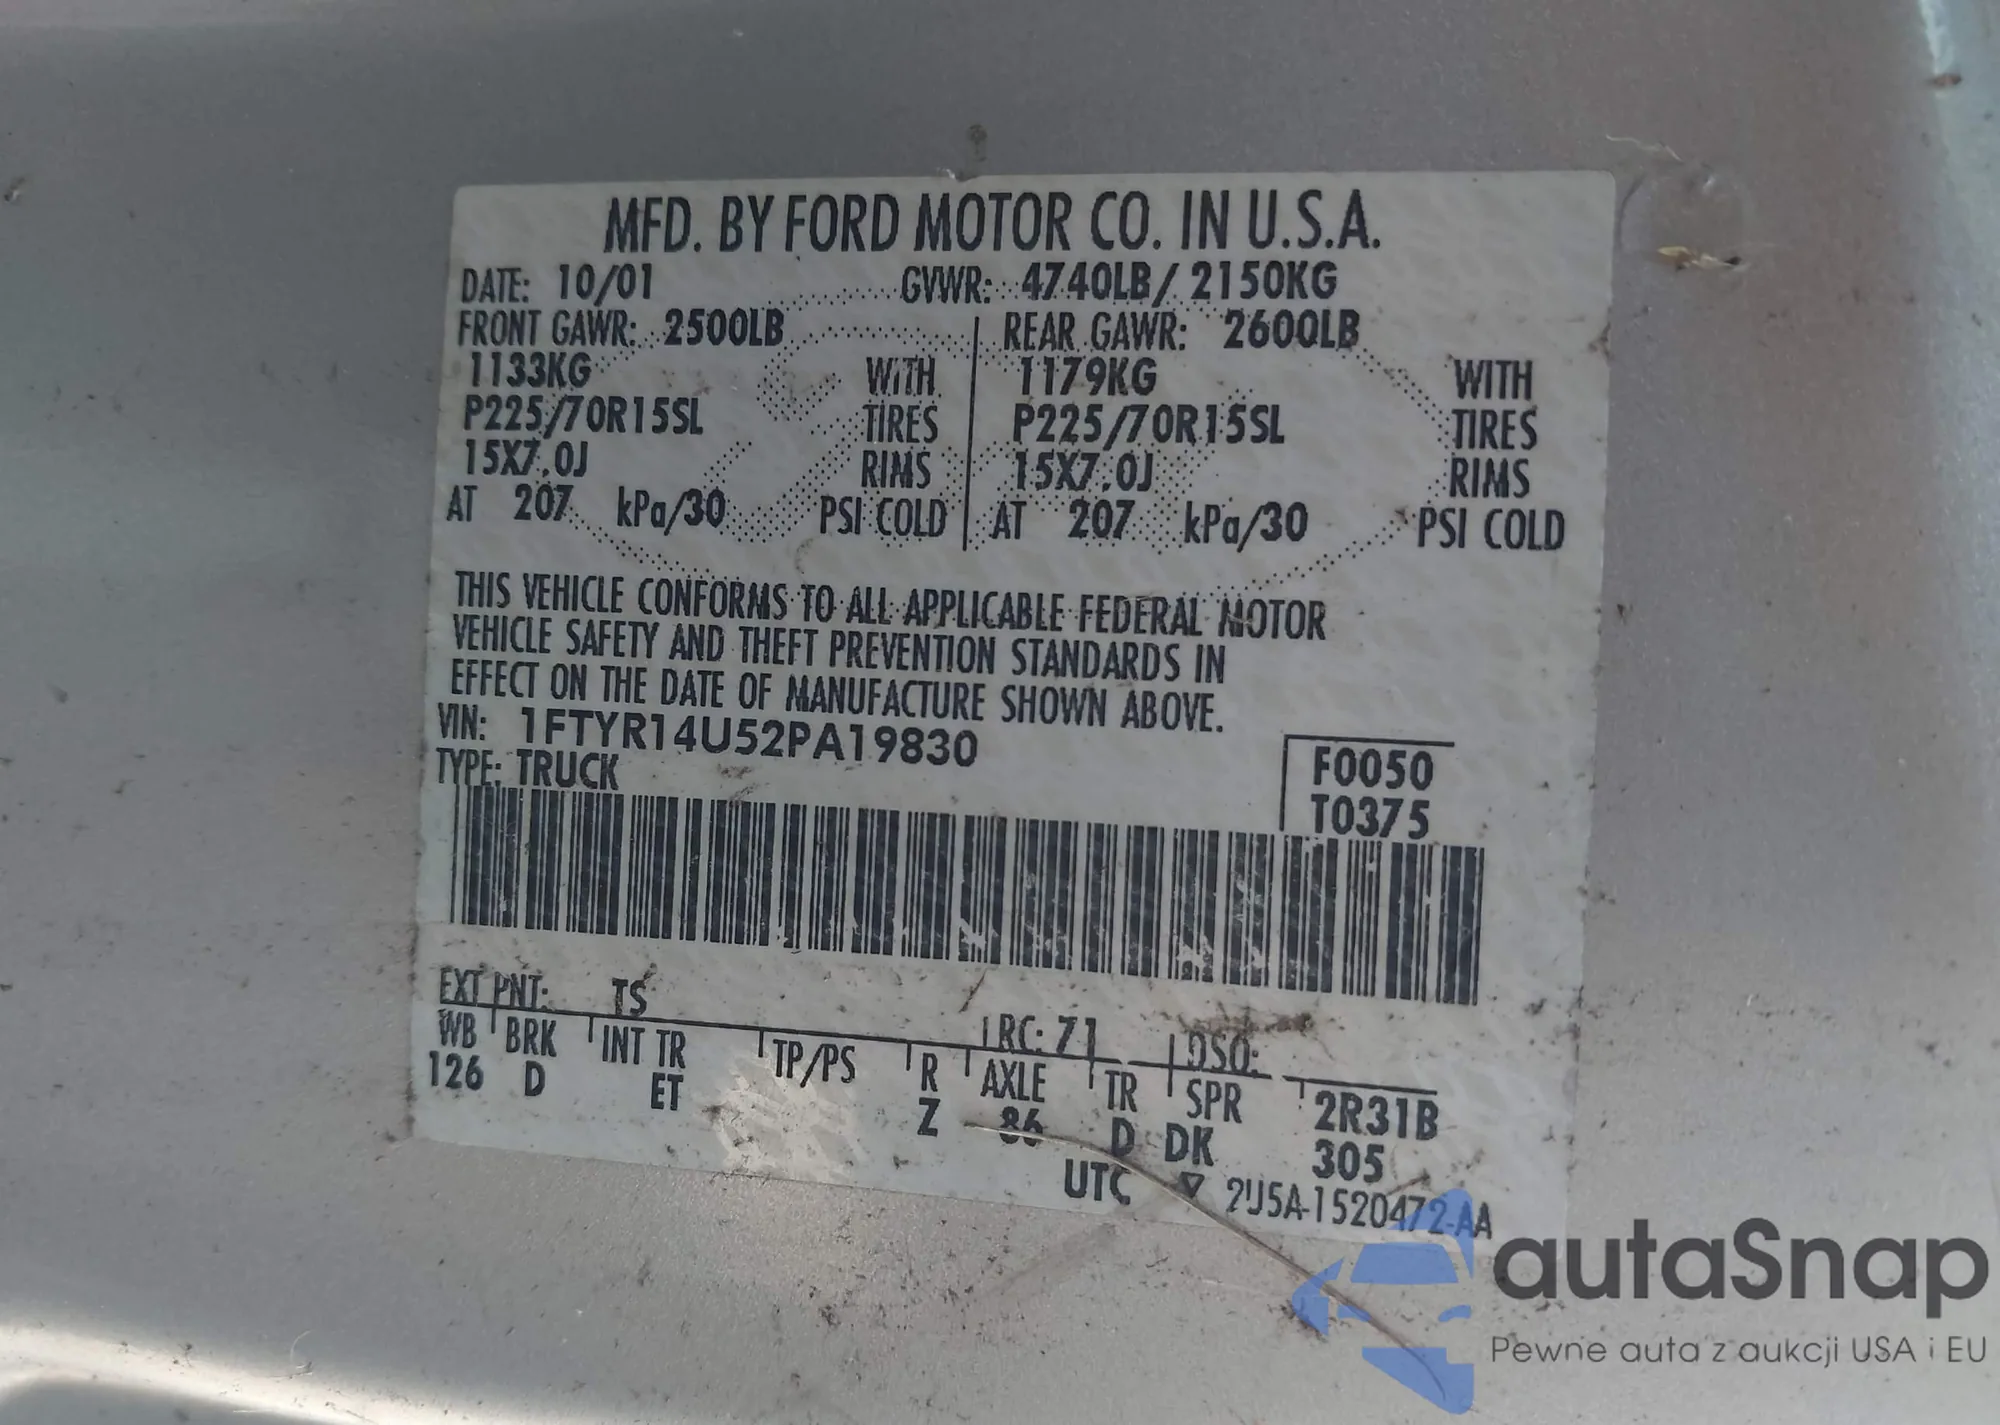 MFD. BY FORD MOTOR CO. IN U.S.A.
DATE: 10/01 GVWR: 4740LB / 2150KG
FRONT GAWR: 2500LB REAR GAWR: 2600LB
1133KG WITH 1179KG WITH
P225/70R15SL TIRES P225/70R15SL TIRES
15X7.0J RIMS 15X7.0J RIMS
AT 207 kPa/30 PSI COLD AT 207 kPa/30 PSI COLD
THIS VEHICLE CONFORMS TO ALL APPLICABLE FEDERAL MOTOR
VEHICLE SAFETY AND THEFT PREVENTION STANDARDS IN
EFFECT ON THE DATE OF MANUFACTURE SHOWN ABOVE.
VIN: 1FTYR14U52PA19830
TYPE: TRUCK
F0050
T0375
EXT PNT: TS RC: 71 DSO:
WB BRK INT TR TP/PS R AXLE TR SPR 2R31B
126 D ET Z 86 D DK 305
UTC ▽ 2U5A-1520472-AA
autaSnap
Pewne auta z aukcji USA i EU